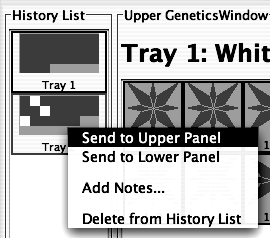 History List
Upper GeneticsWindow
Tray 1: Whit
Tray 1
Tray
Send to Upper Panel
Send to Lower Panel
Add Notes...
Delete from History List